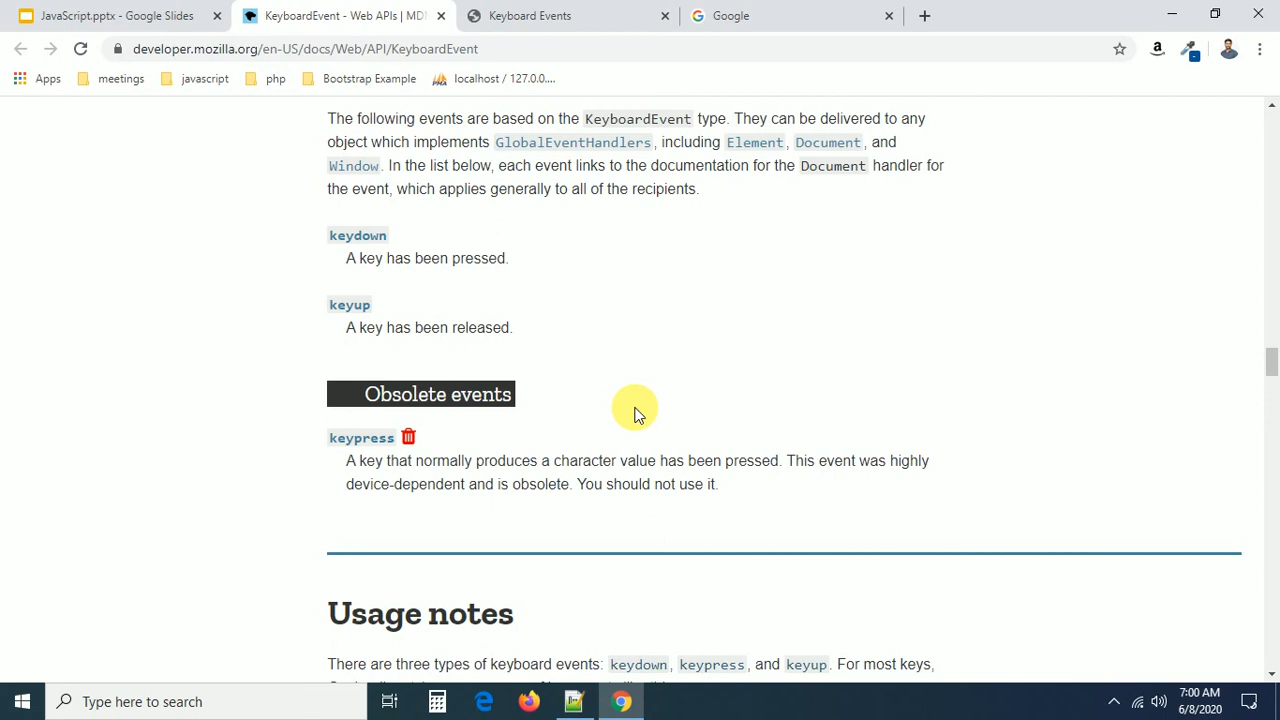 JavaScript.pptx - Google Slides
KeyboardEvent - Web APIs | MDN
Keyboard Events
Google
developer.mozilla.org/en-US/docs/Web/API/KeyboardEvent
Apps
meetings
javascript
php
Bootstrap Example
localhost / 127.0.0....
The following events are based on the KeyboardEvent type. They can be delivered to any
object which implements GlobalEventHandlers, including Element, Document, and
Window. In the list below, each event links to the documentation for the Document handler for
the event, which applies generally to all of the recipients.
keydown
A key has been pressed.
keyup
A key has been released.
Obsolete events
keypress
A key that normally produces a character value has been pressed. This event was highly
device-dependent and is obsolete. You should not use it.
Usage notes
There are three types of keyboard events: keydown, keypress, and keyup. For most keys,
Type here to search
7:00 AM
6/8/2020